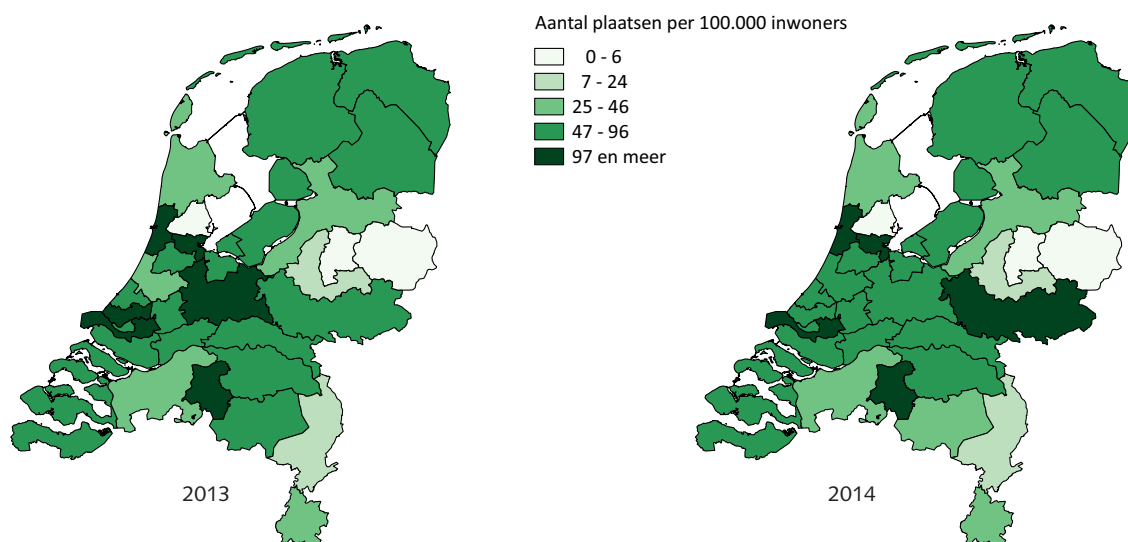 Aantal plaatsen per 100.000 inwoners
0 - 6
7 - 24
25 - 46
47 - 96
97 en meer
2013
2014